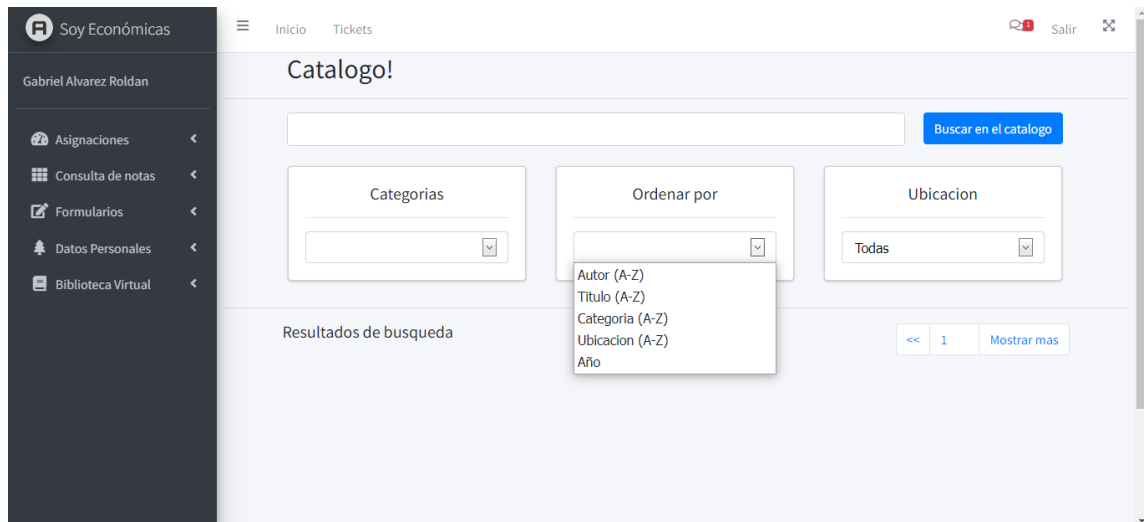 Soy Económicas
Inicio Tickets
1 Salir
Gabriel Alvarez Roldan
Asignaciones
Consulta de notas
Formularios
Datos Personales
Biblioteca Virtual
Catalogo!
Buscar en el catalogo
Categorias
Ordenar por
Autor (A-Z)
Titulo (A-Z)
Categoria (A-Z)
Ubicacion (A-Z)
Año
Ubicacion
Todas
Resultados de busqueda
<< 1 Mostrar mas